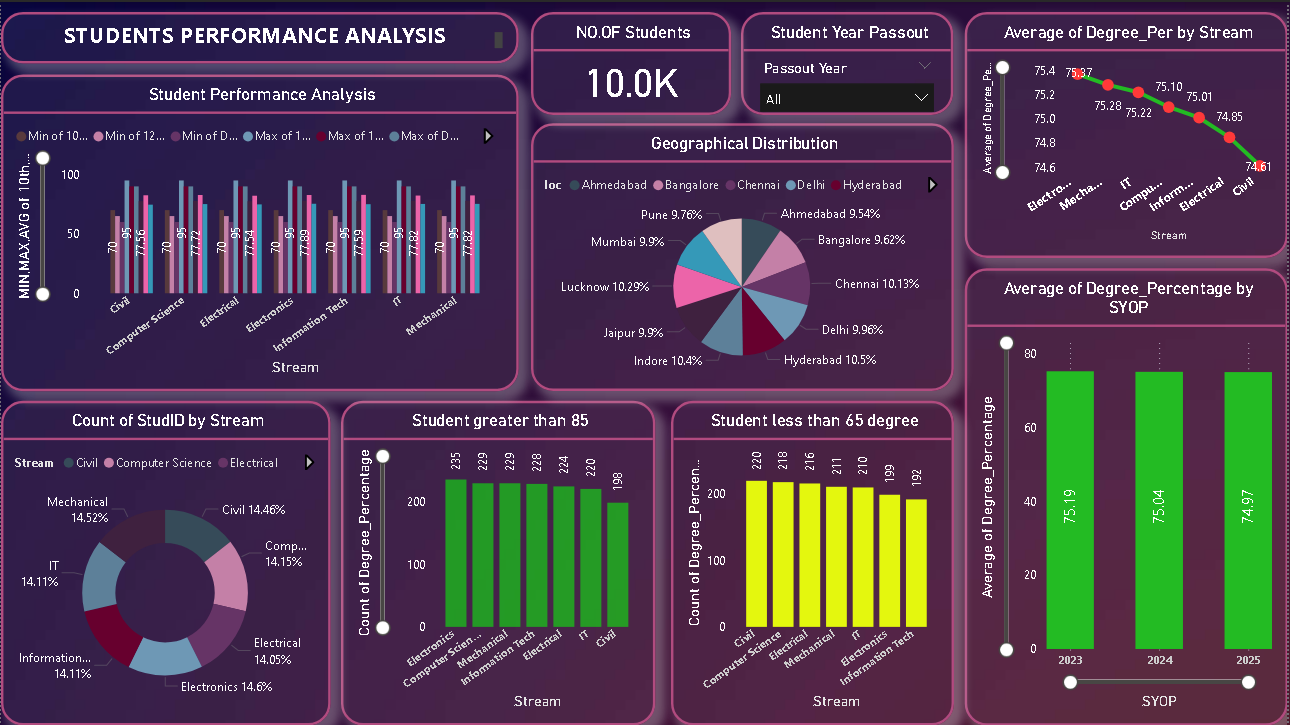 STUDENTS PERFORMANCE ANALYSIS
NO.OF Students
10.0K
Student Year Passout
Passout Year
All
Average of Degree_Per by Stream
Average of Degree_Pe...
75.4
75.2
75.0
74.8
74.6
75.37
75.28
75.22
75.10
75.01
74.85
74.61
Electro...
Mecha...
IT
Compu...
Inform...
Electrical
Civil
Stream
Student Performance Analysis
Min of 10... Min of 12... Min of D... Max of 1... Max of 1... Max of D...
MIN,MAX,AVG of 10th...
100
50
0
70 95 77.56
70 95 77.72
70 95 77.54
70 95 77.89
70 95 77.59
70 95 77.82
70 95 77.82
Civil
Computer Science
Electrical
Electronics
Information Tech
IT
Mechanical
Stream
Geographical Distribution
loc Ahmedabad Bangalore Chennai Delhi Hyderabad
Pune 9.76%
Ahmedabad 9.54%
Mumbai 9.9%
Bangalore 9.62%
Lucknow 10.29%
Chennai 10.13%
Jaipur 9.9%
Delhi 9.96%
Indore 10.4%
Hyderabad 10.5%
Average of Degree_Percentage by
SYOP
Average of Degree_Percentage
80
60
40
20
0
75.19
75.04
74.97
2023
2024
2025
SYOP
Count of StudID by Stream
Stream Civil Computer Science Electrical
Mechanical
14.52%
Civil 14.46%
Comp...
14.15%
IT
14.11%
Electrical
14.05%
Information...
14.11%
Electronics 14.6%
Student greater than 85
Count of Degree_Percentage
200
100
0
235
229
229
228
224
220
198
Electronics
Computer Scien...
Mechanical
Information Tech
Electrical
IT
Civil
Stream
Student less than 65 degree
Count of Degree_Percen...
200
100
0
220
218
216
211
210
199
192
Civil
Computer Science
Electrical
Mechanical
IT
Electronics
Information Tech
Stream